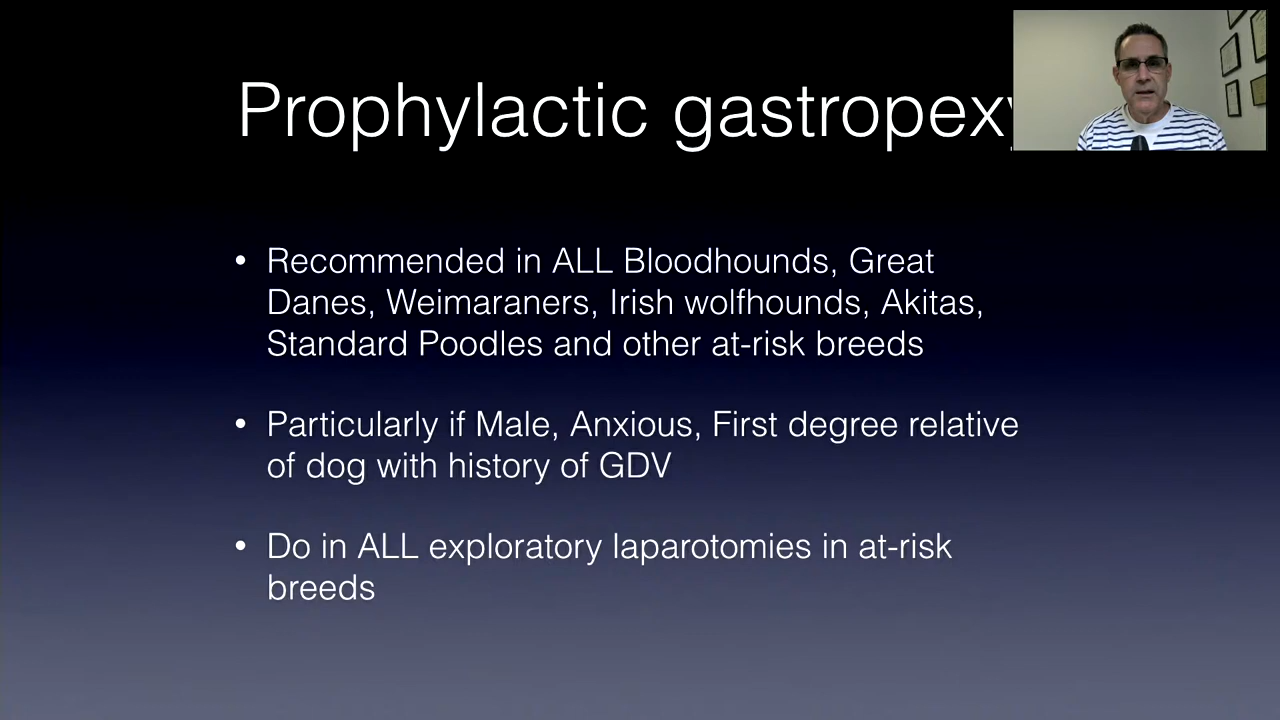 Prophylactic gastropexy
• Recommended in ALL Bloodhounds, Great
Danes, Weimaraners, Irish wolfhounds, Akitas,
Standard Poodles and other at-risk breeds
• Particularly if Male, Anxious, First degree relative
of dog with history of GDV
• Do in ALL exploratory laparotomies in at-risk
breeds